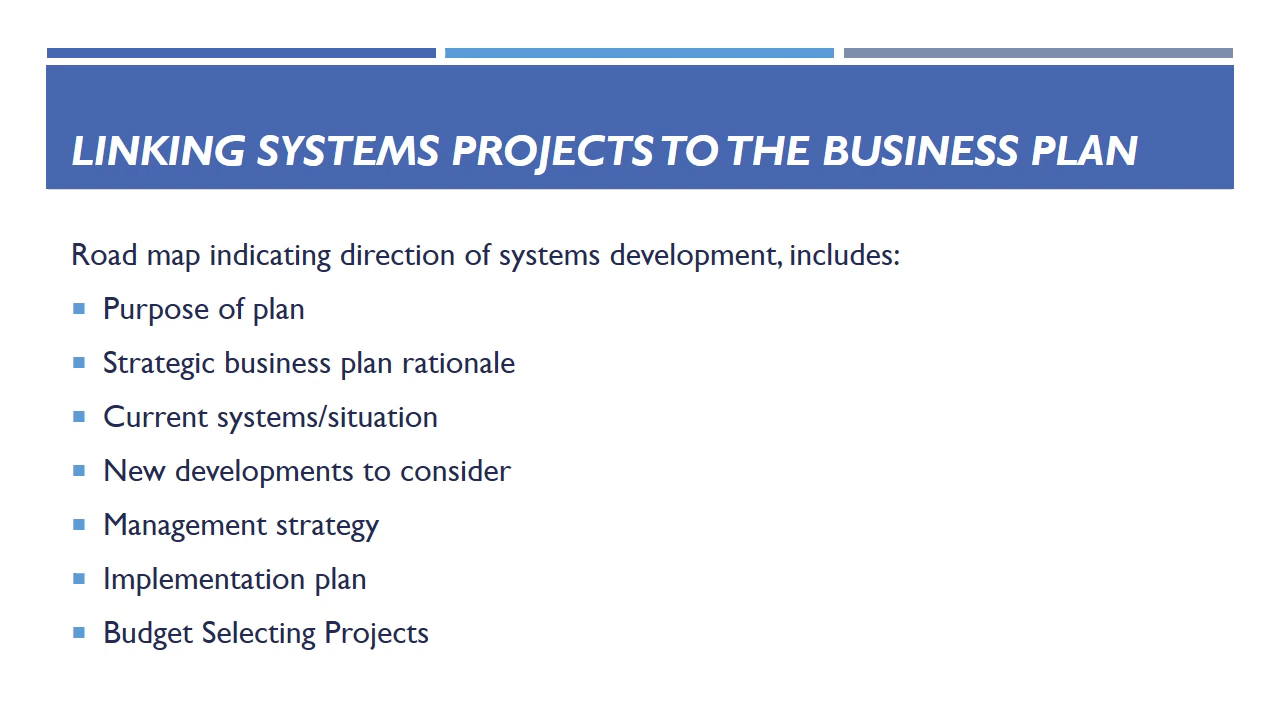 LINKING SYSTEMS PROJECTS TO THE BUSINESS PLAN
Road map indicating direction of systems development, includes:
Purpose of plan
Strategic business plan rationale
Current systems/situation
New developments to consider
Management strategy
Implementation plan
Budget Selecting Projects